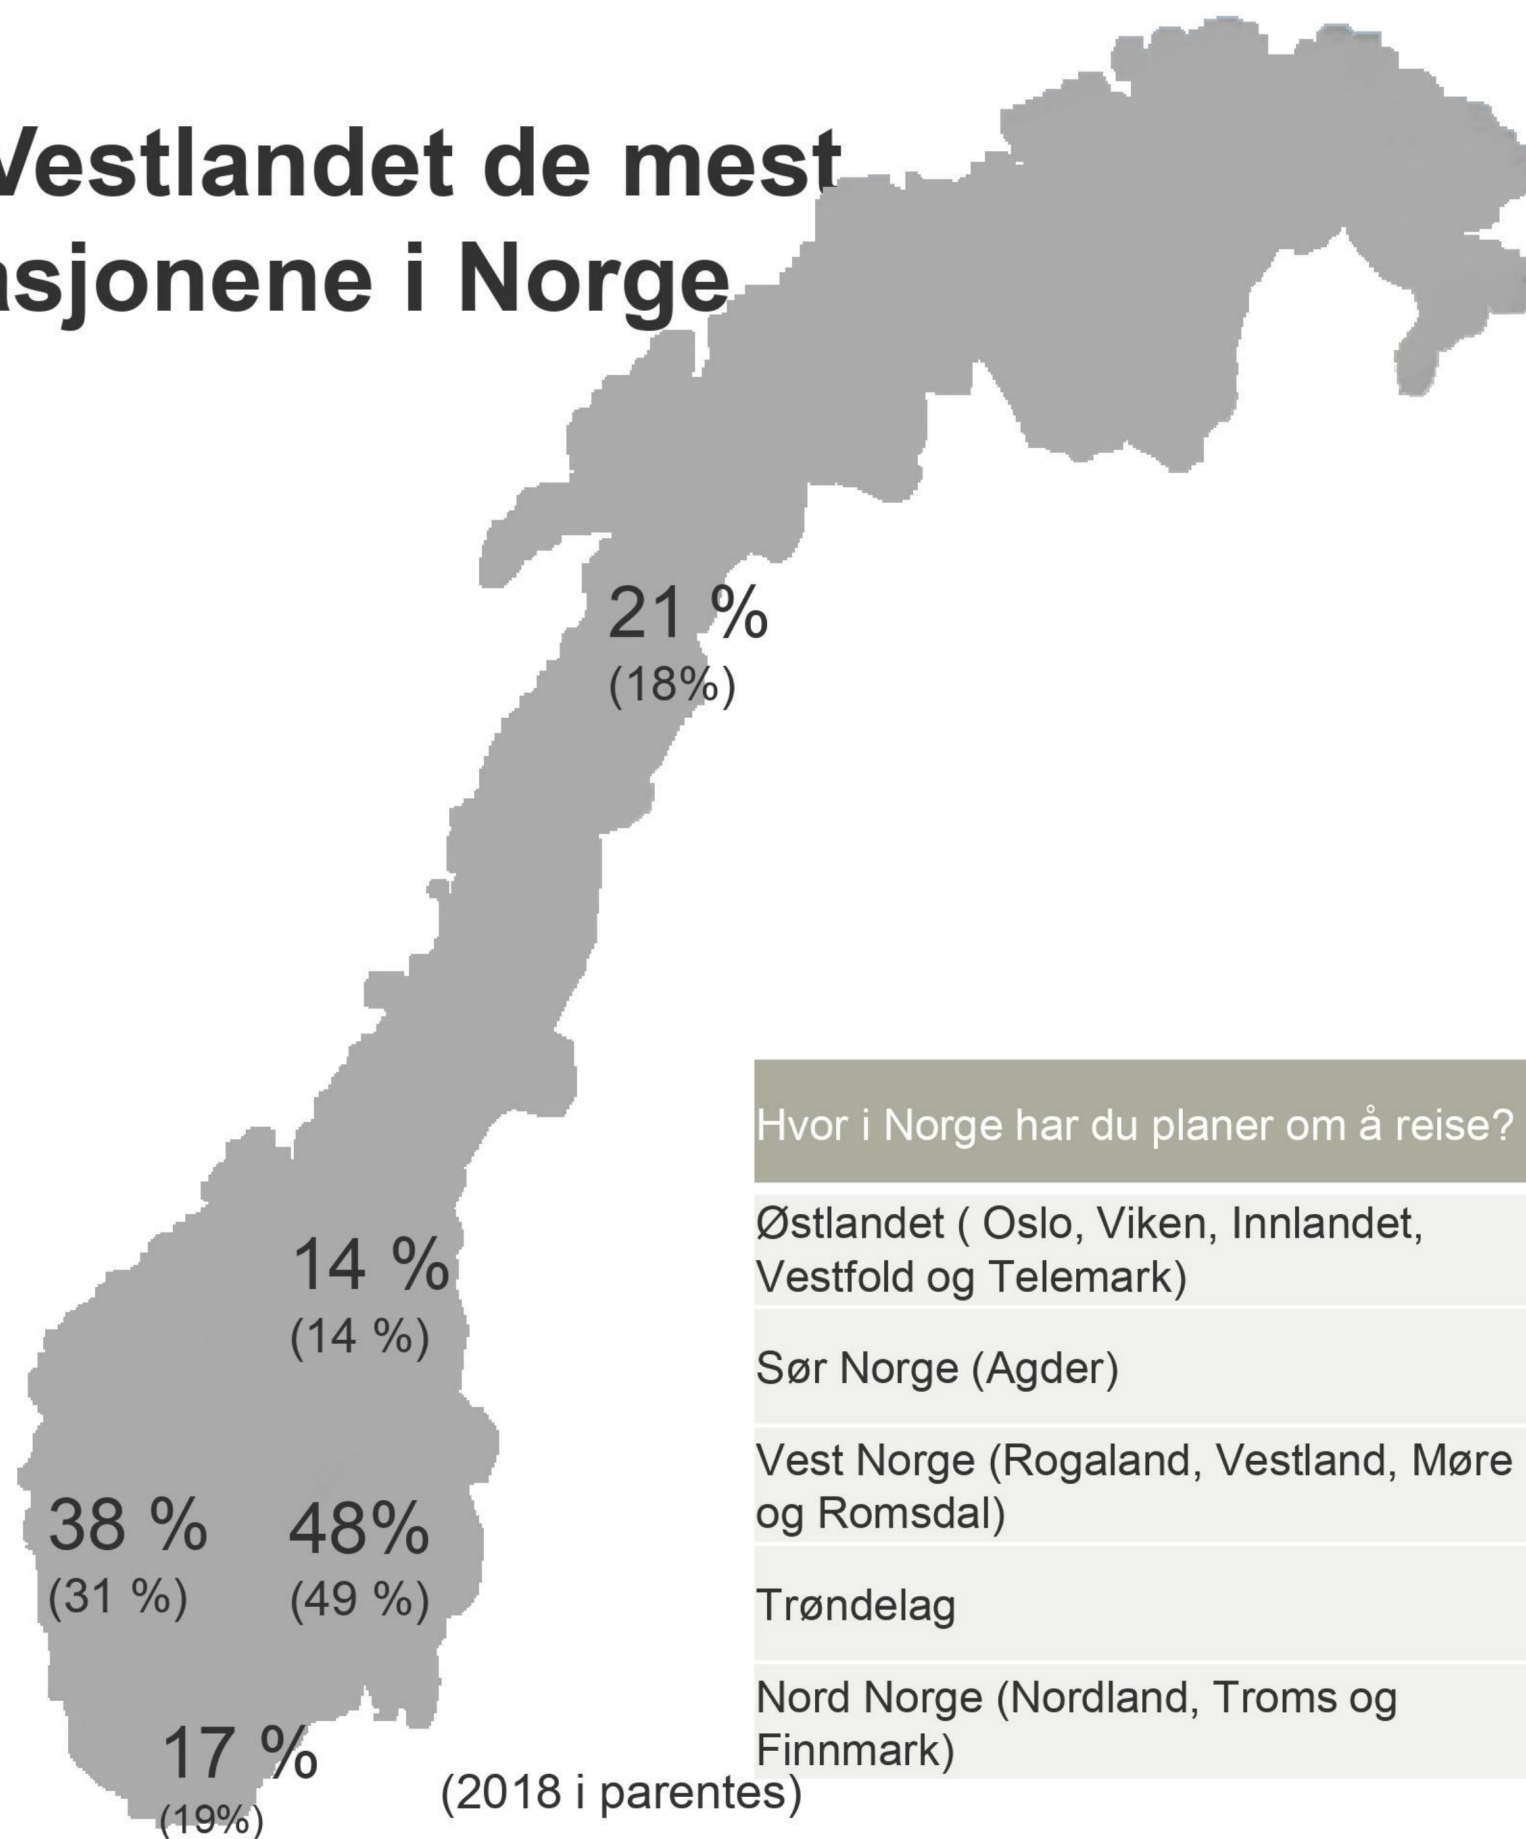 Vestlandet de mest
asjonene i Norge
21 %
(18%)
14 %
(14 %)
38 %
(31 %)
48%
(49 %)
17 %
(19%)
(2018 i parentes)
Hvor i Norge har du planer om å reise?
Østlandet ( Oslo, Viken, Innlandet,
Vestfold og Telemark)
Sør Norge (Agder)
Vest Norge (Rogaland, Vestland, Møre
og Romsdal)
Trøndelag
Nord Norge (Nordland, Troms og
Finnmark)